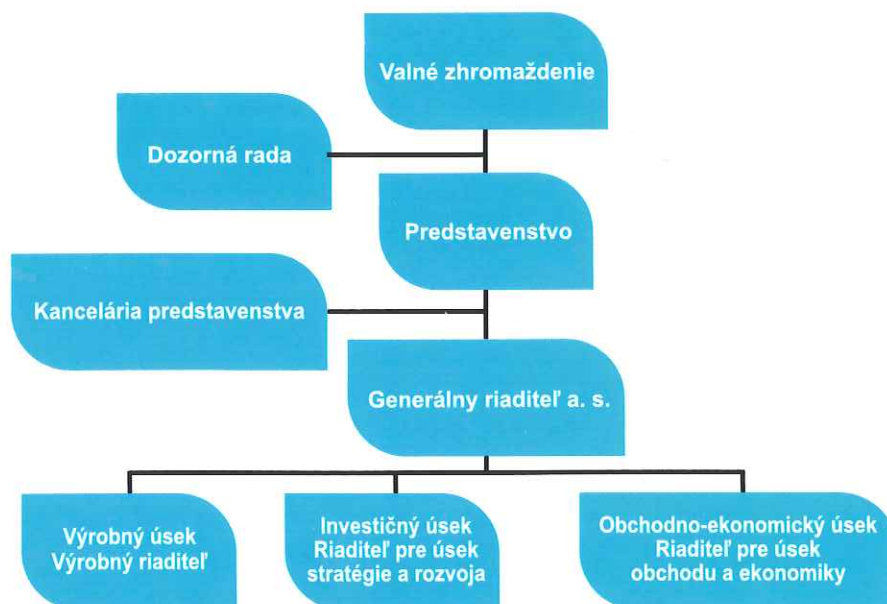 Valné zhromaždenie
Dozorná rada
Predstavenstvo
Kancelária predstavenstva
Generálny riaditeľ a. s.
Výrobný úsek
Výrobný riaditeľ
Investičný úsek
Riaditeľ pre úsek
stratégie a rozvoja
Obchodno-ekonomický úsek
Riaditeľ pre úsek
obchodu a ekonomiky